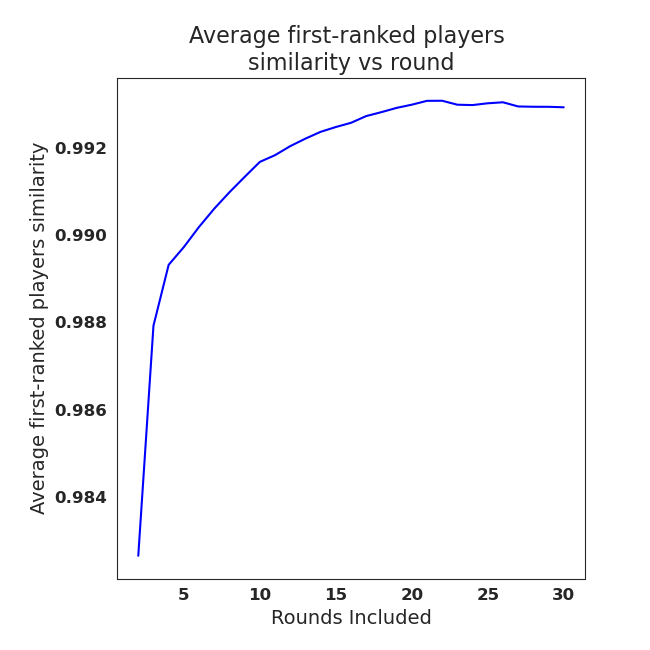 Average first-ranked players
similarity vs round
Average first-ranked players similarity
0.992
0.990
0.988
0.986
0.984
5 10 15 20 25 30
Rounds Included